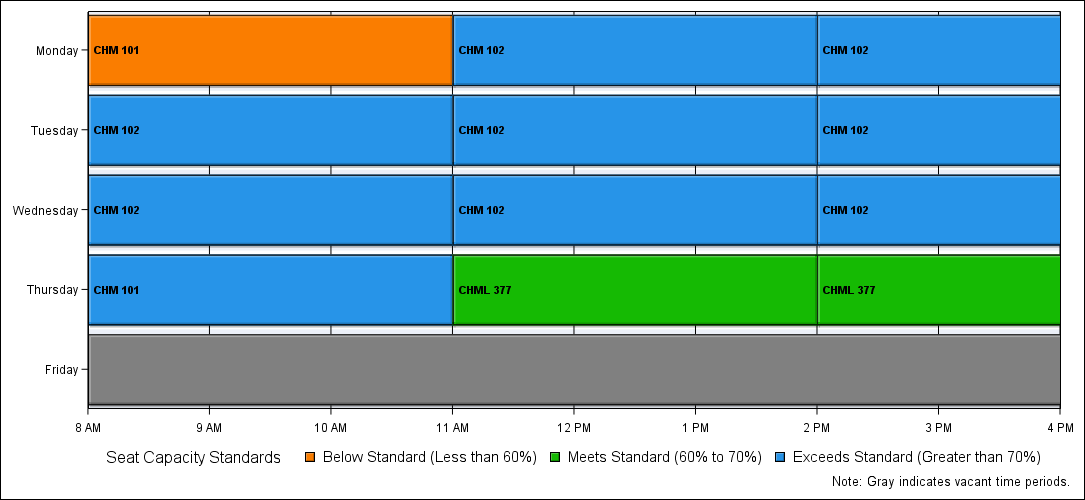 Monday CHM 101 CHM 102 CHM 102
Tuesday CHM 102 CHM 102 CHM 102
Wednesday CHM 102 CHM 102 CHM 102
Thursday CHM 101 CHML 377 CHML 377
Friday
8 AM 9 AM 10 AM 11 AM 12 PM 1 PM 2 PM 3 PM 4 PM
Seat Capacity Standards Below Standard (Less than 60%) Meets Standard (60% to 70%) Exceeds Standard (Greater than 70%)
Note: Gray indicates vacant time periods.